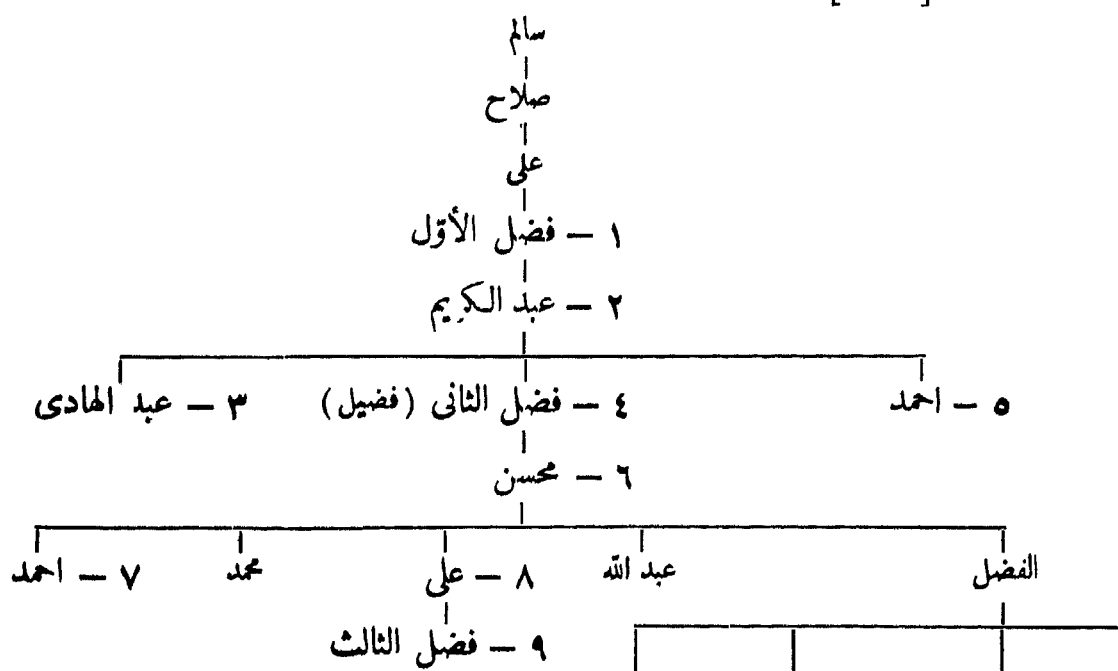 سالم
صلاح
على
١ — فضل الأوّل
٢ — عبد الكريم
٥ — احمد ٤ — فضل الثانى (فضيل) ٣ — عبد الهادى
٦ — محسن
الفضل عبد الله ٨ — على محمد ٧ — احمد
٩ — فضل الثالث